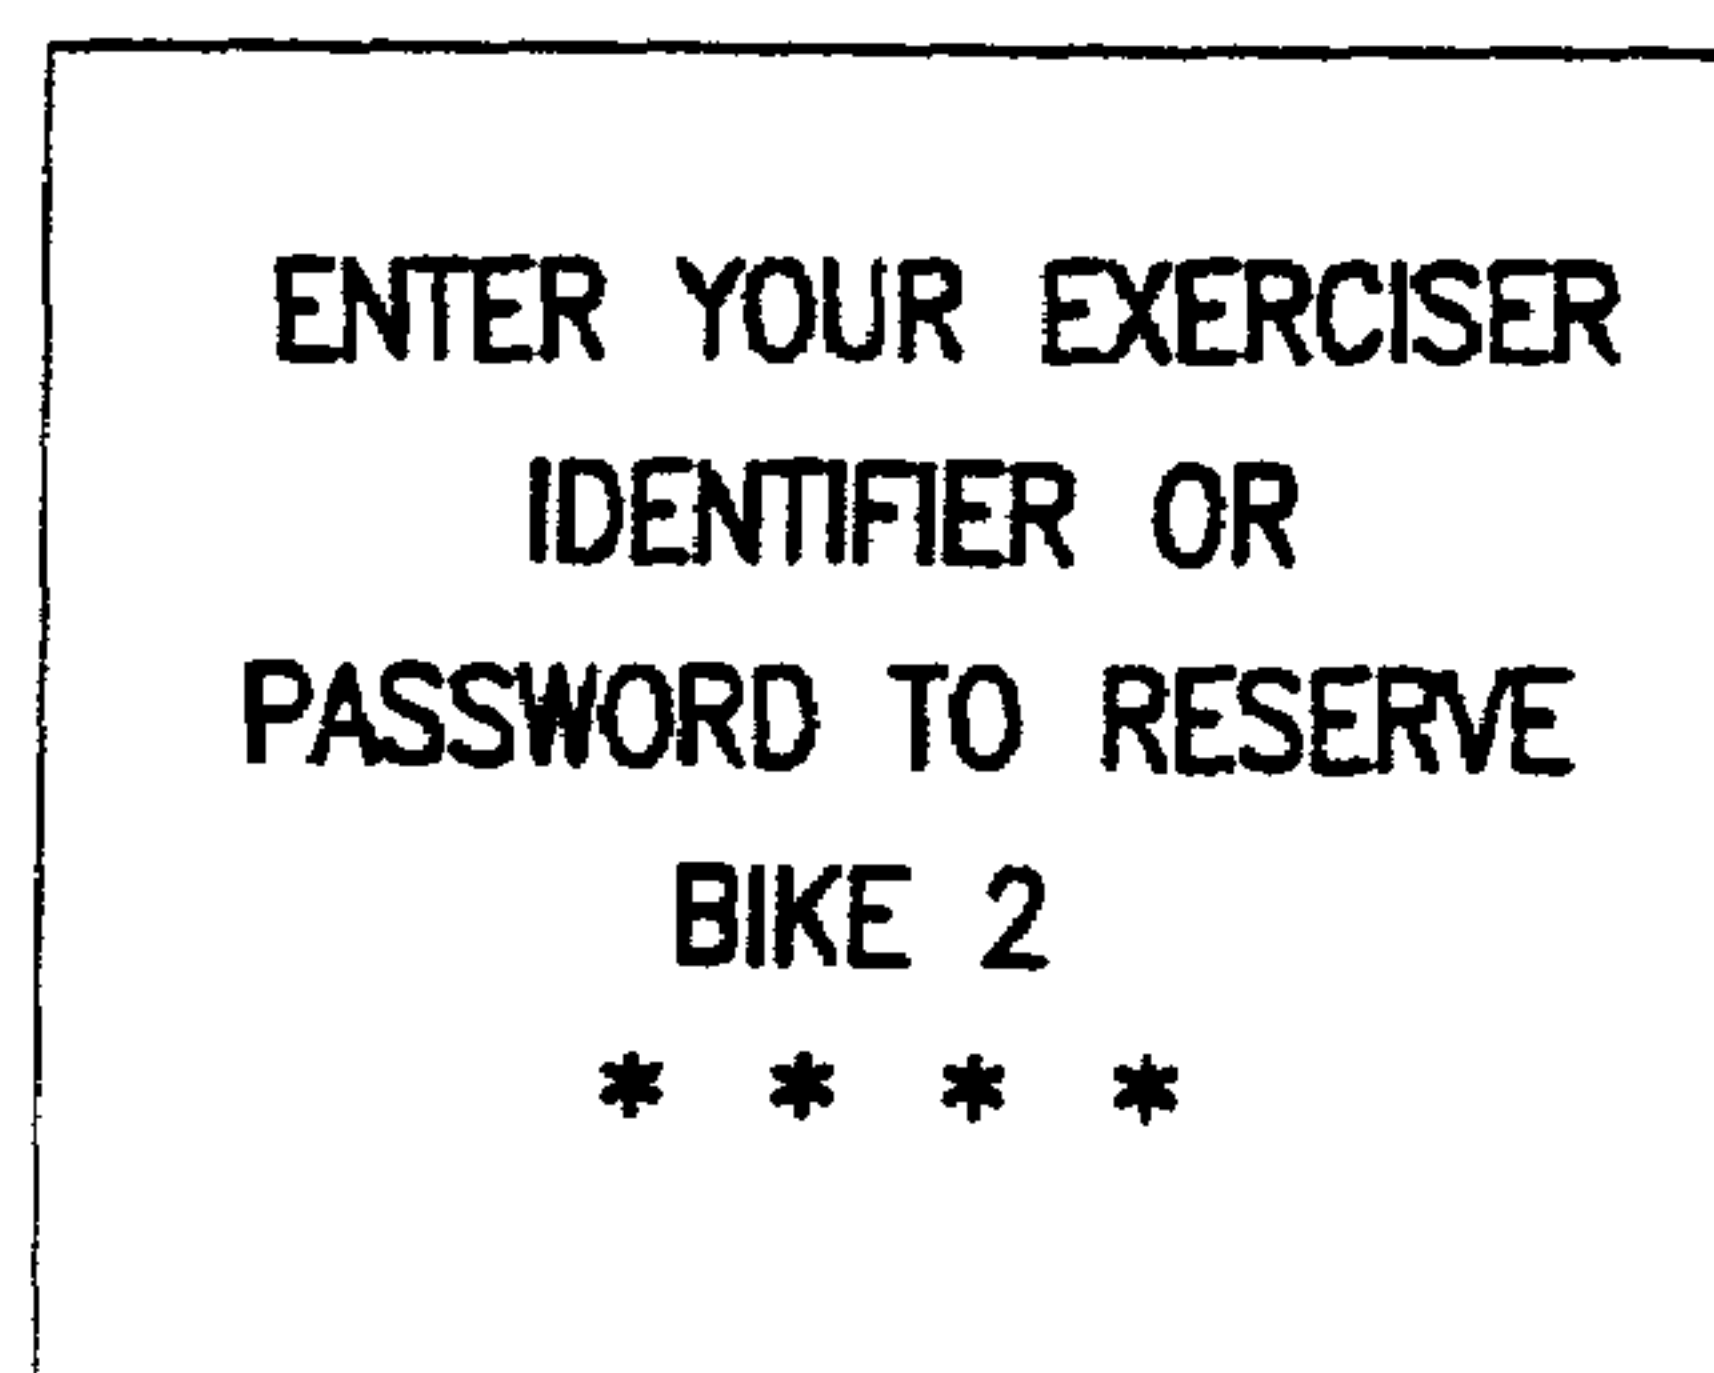 ENTER YOUR EXERCISER
IDENTIFIER OR
PASSWORD TO RESERVE
BIKE 2
* * * *